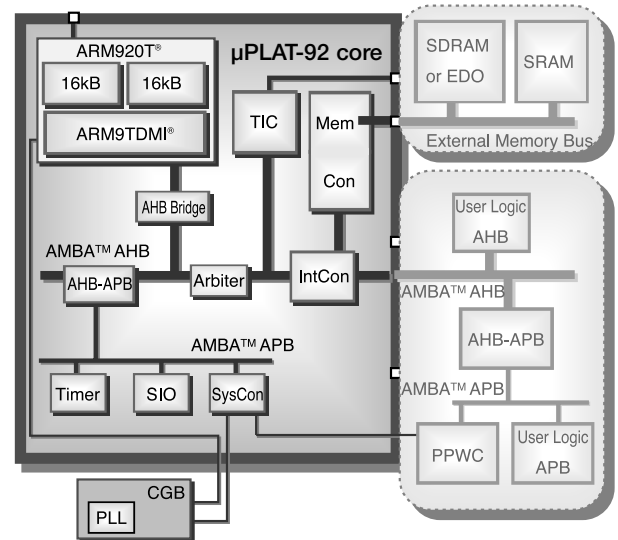 ARM920T®
µPLAT-92 core
16kB
16kB
ARM9TDMI®
TIC
Mem
Con
SDRAM
or EDO
SRAM
External Memory Bus
AHB Bridge
AMBA™ AHB
AHB-APB
Arbiter
IntCon
User Logic
AHB
AMBA™ AHB
AHB-APB
AMBA™ APB
Timer
SIO
SysCon
AMBA™ APB
PPWC
User Logic
APB
CGB
PLL